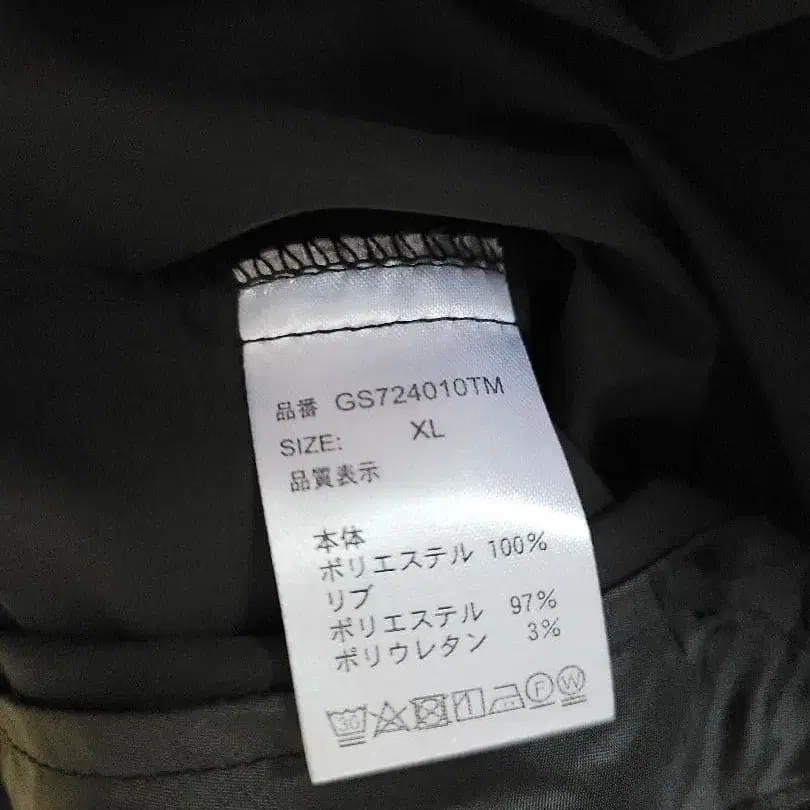 品番 GS724010TM
SIZE: XL
品質表示
本体
ポリエステル 100%
リブ
ポリエステル 97%
ポリウレタン 3%
30 F W